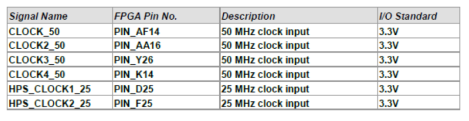 Signal Name FPGA Pin No. Description I/O Standard
CLOCK_50 PIN_AF14 50 MHz clock input 3.3V
CLOCK2_50 PIN_AA16 50 MHz clock input 3.3V
CLOCK3_50 PIN_Y26 50 MHz clock input 3.3V
CLOCK4_50 PIN_K14 50 MHz clock input 3.3V
HPS_CLOCK1_25 PIN_D25 25 MHz clock input 3.3V
HPS_CLOCK2_25 PIN_F25 25 MHz clock input 3.3V